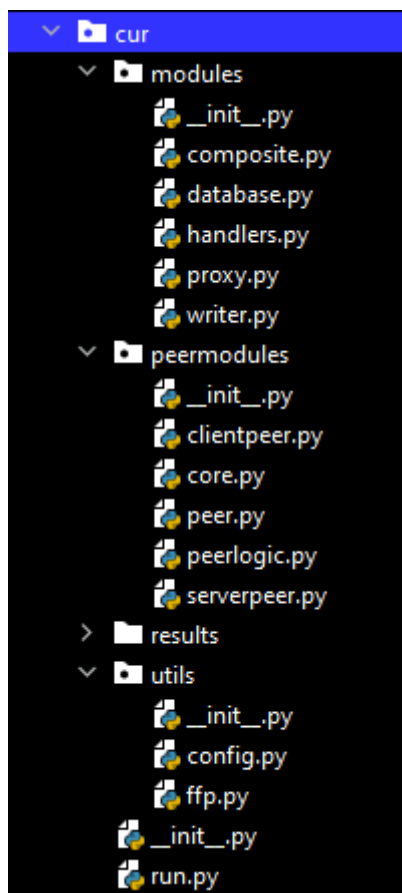 cur
modules
__init__.py
composite.py
database.py
handlers.py
proxy.py
writer.py
peermodules
__init__.py
clientpeer.py
core.py
peer.py
peerlogic.py
serverpeer.py
results
utils
__init__.py
config.py
ffp.py
__init__.py
run.py